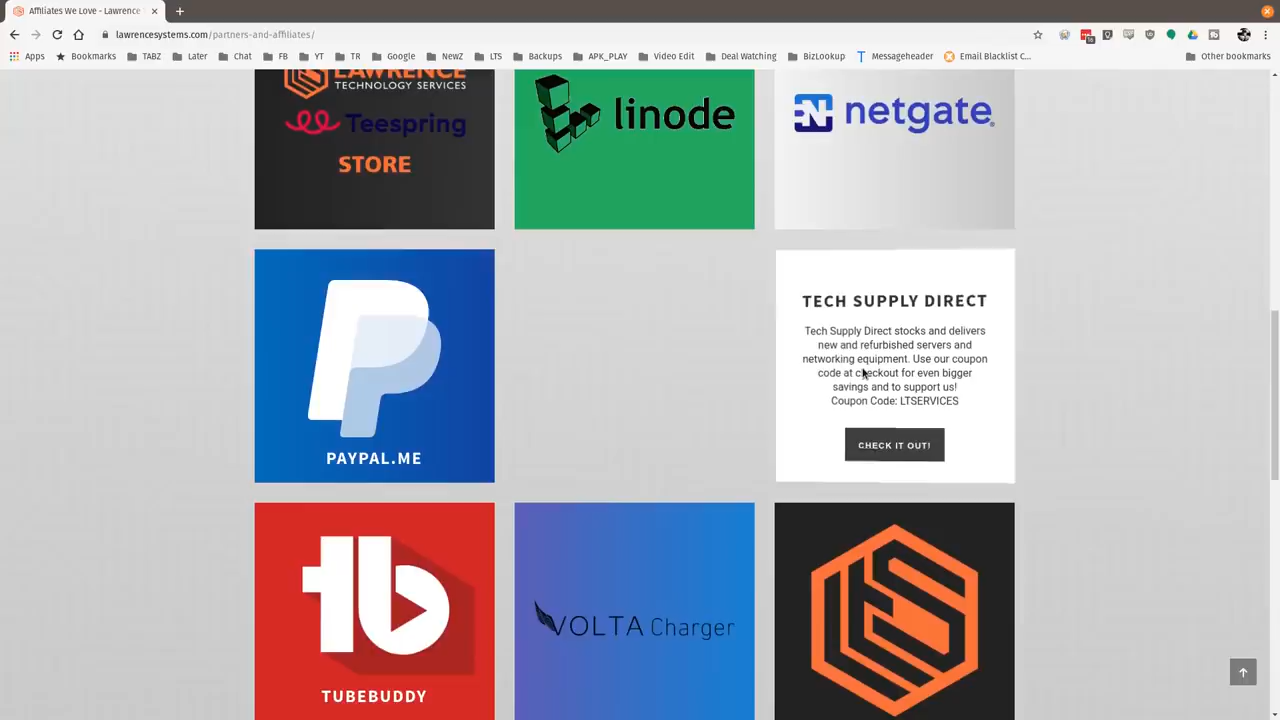 Affiliates We Love - Lawrence
lawrencesystems.com/partners-and-affiliates/
Apps
Bookmarks
TABZ
Later
Chat
FB
YT
TR
Google
NewZ
LTS
Backups
APK_PLAY
Video Edit
Deal Watching
BizLookup
Messageheader
Email Blacklist C...
Other bookmarks
LAWRENCE
TECHNOLOGY SERVICES
Teespring
STORE
linode
netgate
PAYPAL.ME
TECH SUPPLY DIRECT
Tech Supply Direct stocks and delivers
new and refurbished servers and
networking equipment. Use our coupon
code at checkout for even bigger
savings and to support us!
Coupon Code: LTSERVICES
CHECK IT OUT!
tb
TUBEBUDDY
VOLTA Charger